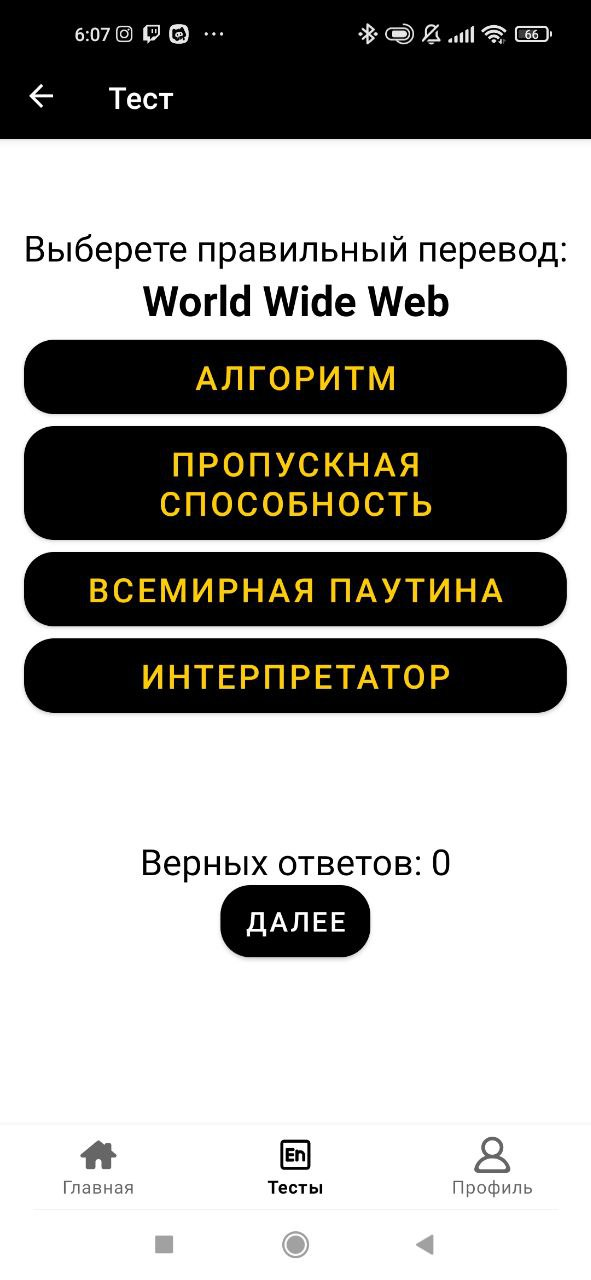 6:07
66
Тест
Выберете правильный перевод:
World Wide Web
АЛГОРИТМ
ПРОПУСКНАЯ
СПОСОБНОСТЬ
ВСЕМИРНАЯ ПАУТИНА
ИНТЕРПРЕТАТОР
Верных ответов: 0
ДАЛЕЕ
En
Главная
Тесты
Профиль